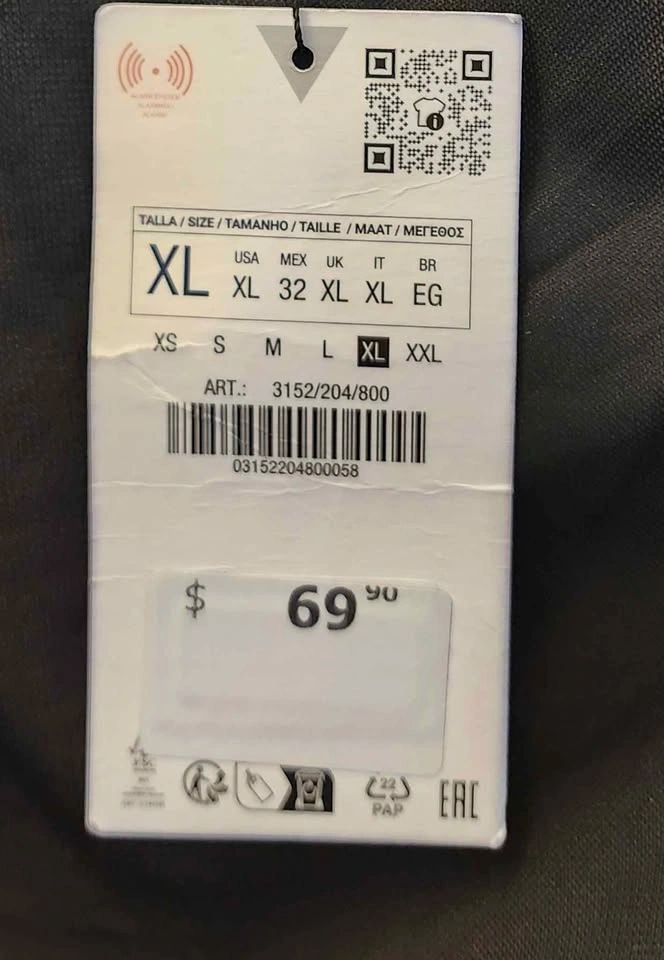 TALLA / SIZE / TAMANHO / TAILLE / MAAT / ΜΕΓΕΘΟΣ
XL
USA MEX UK IT BR
XL 32 XL XL EG
XS S M L XL XXL
ART.: 3152/204/800
03152204800058
$ 69 90
22
PAP
EAC